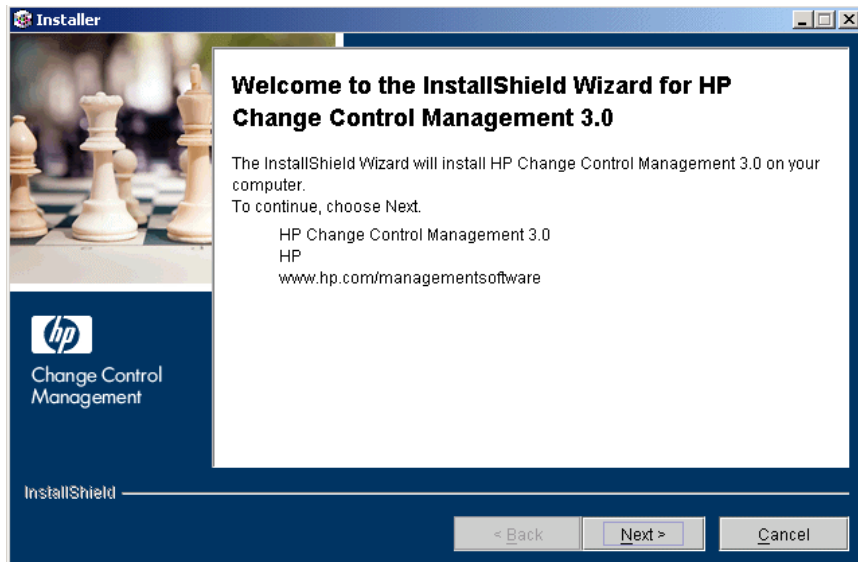 Installer
Welcome to the InstallShield Wizard for HP
Change Control Management 3.0
The InstallShield Wizard will install HP Change Control Management 3.0 on your
computer.
To continue, choose Next.
HP Change Control Management 3.0
HP
www.hp.com/managementsoftware
hp
Change Control
Management
InstallShield
< Back
Next >
Cancel